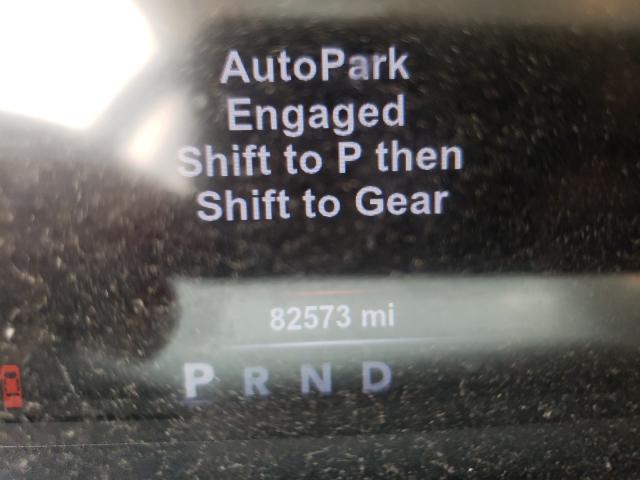 AutoPark
Engaged
Shift to P then
Shift to Gear
82573 mi
P R N D